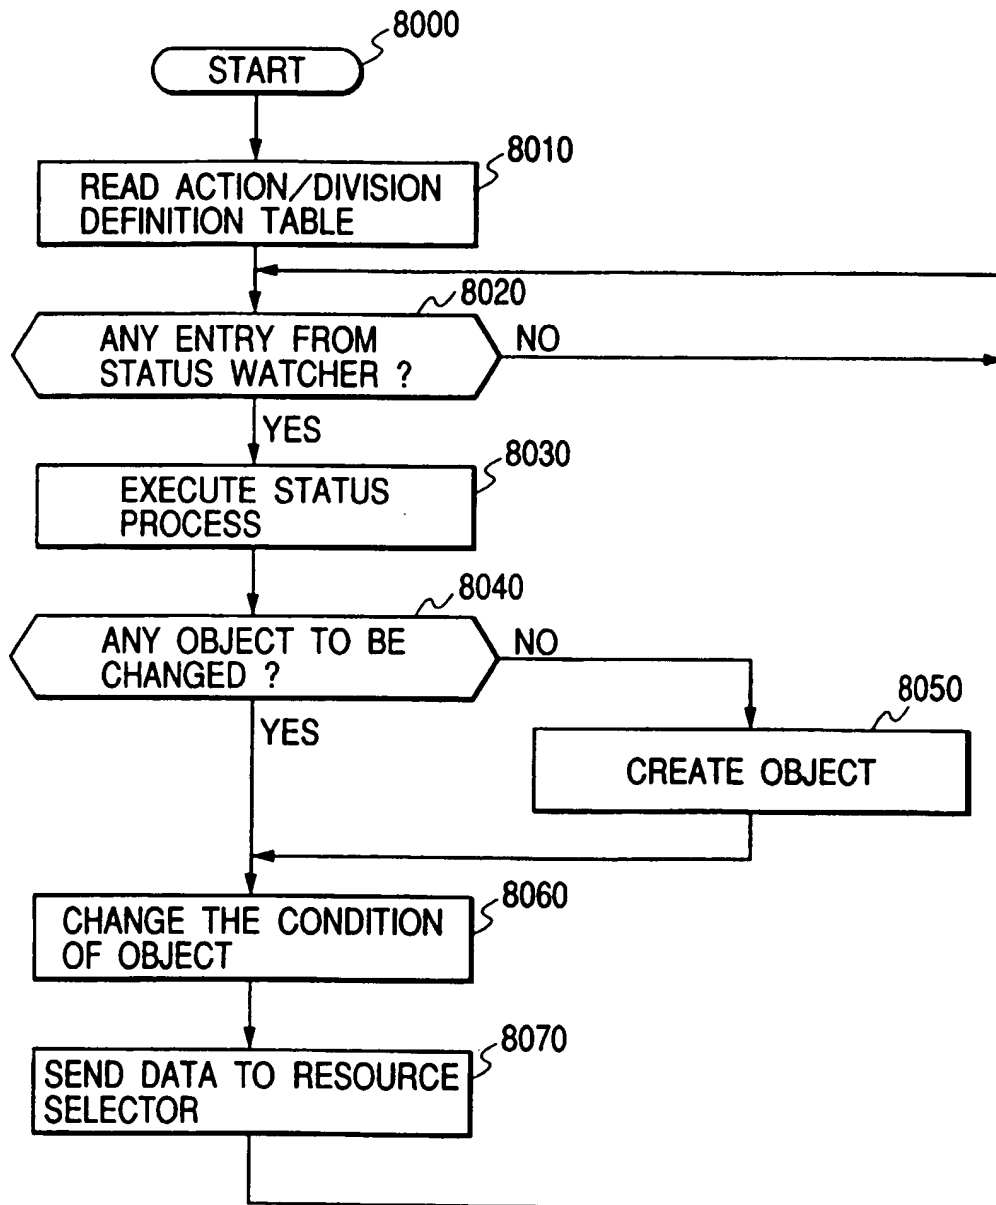 8000
START
8010
READ ACTION/DIVISION
DEFINITION TABLE
8020
ANY ENTRY FROM
STATUS WATCHER ?
NO
YES
8030
EXECUTE STATUS
PROCESS
8040
ANY OBJECT TO BE
CHANGED ?
NO
YES
8050
CREATE OBJECT
8060
CHANGE THE CONDITION
OF OBJECT
8070
SEND DATA TO RESOURCE
SELECTOR